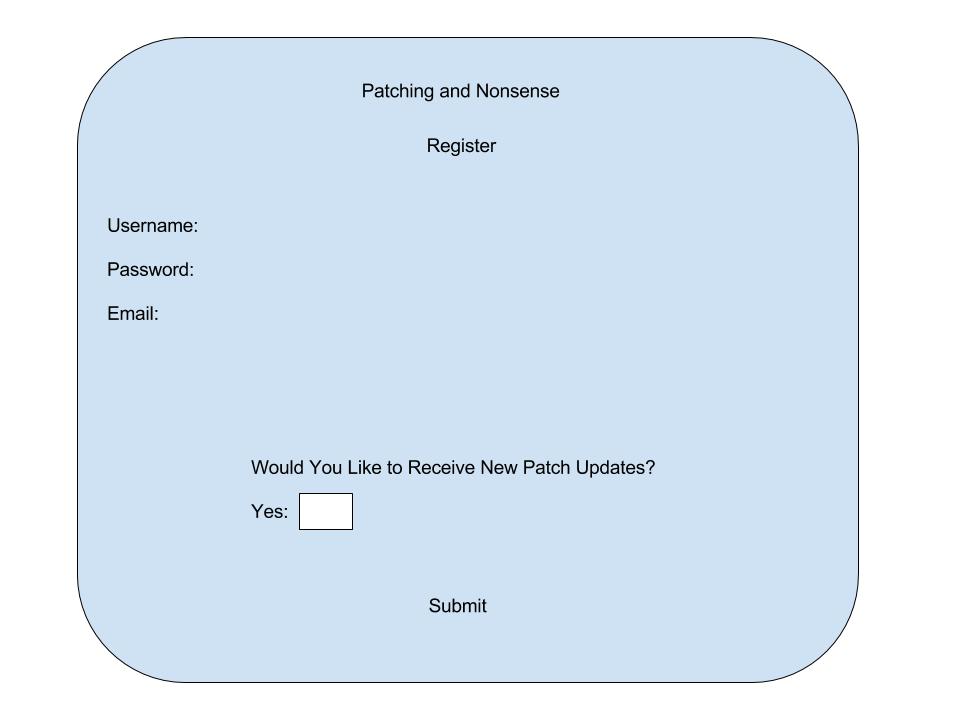 Patching and Nonsense
Register
Username:
Password:
Email:
Would You Like to Receive New Patch Updates?
Yes:
Submit